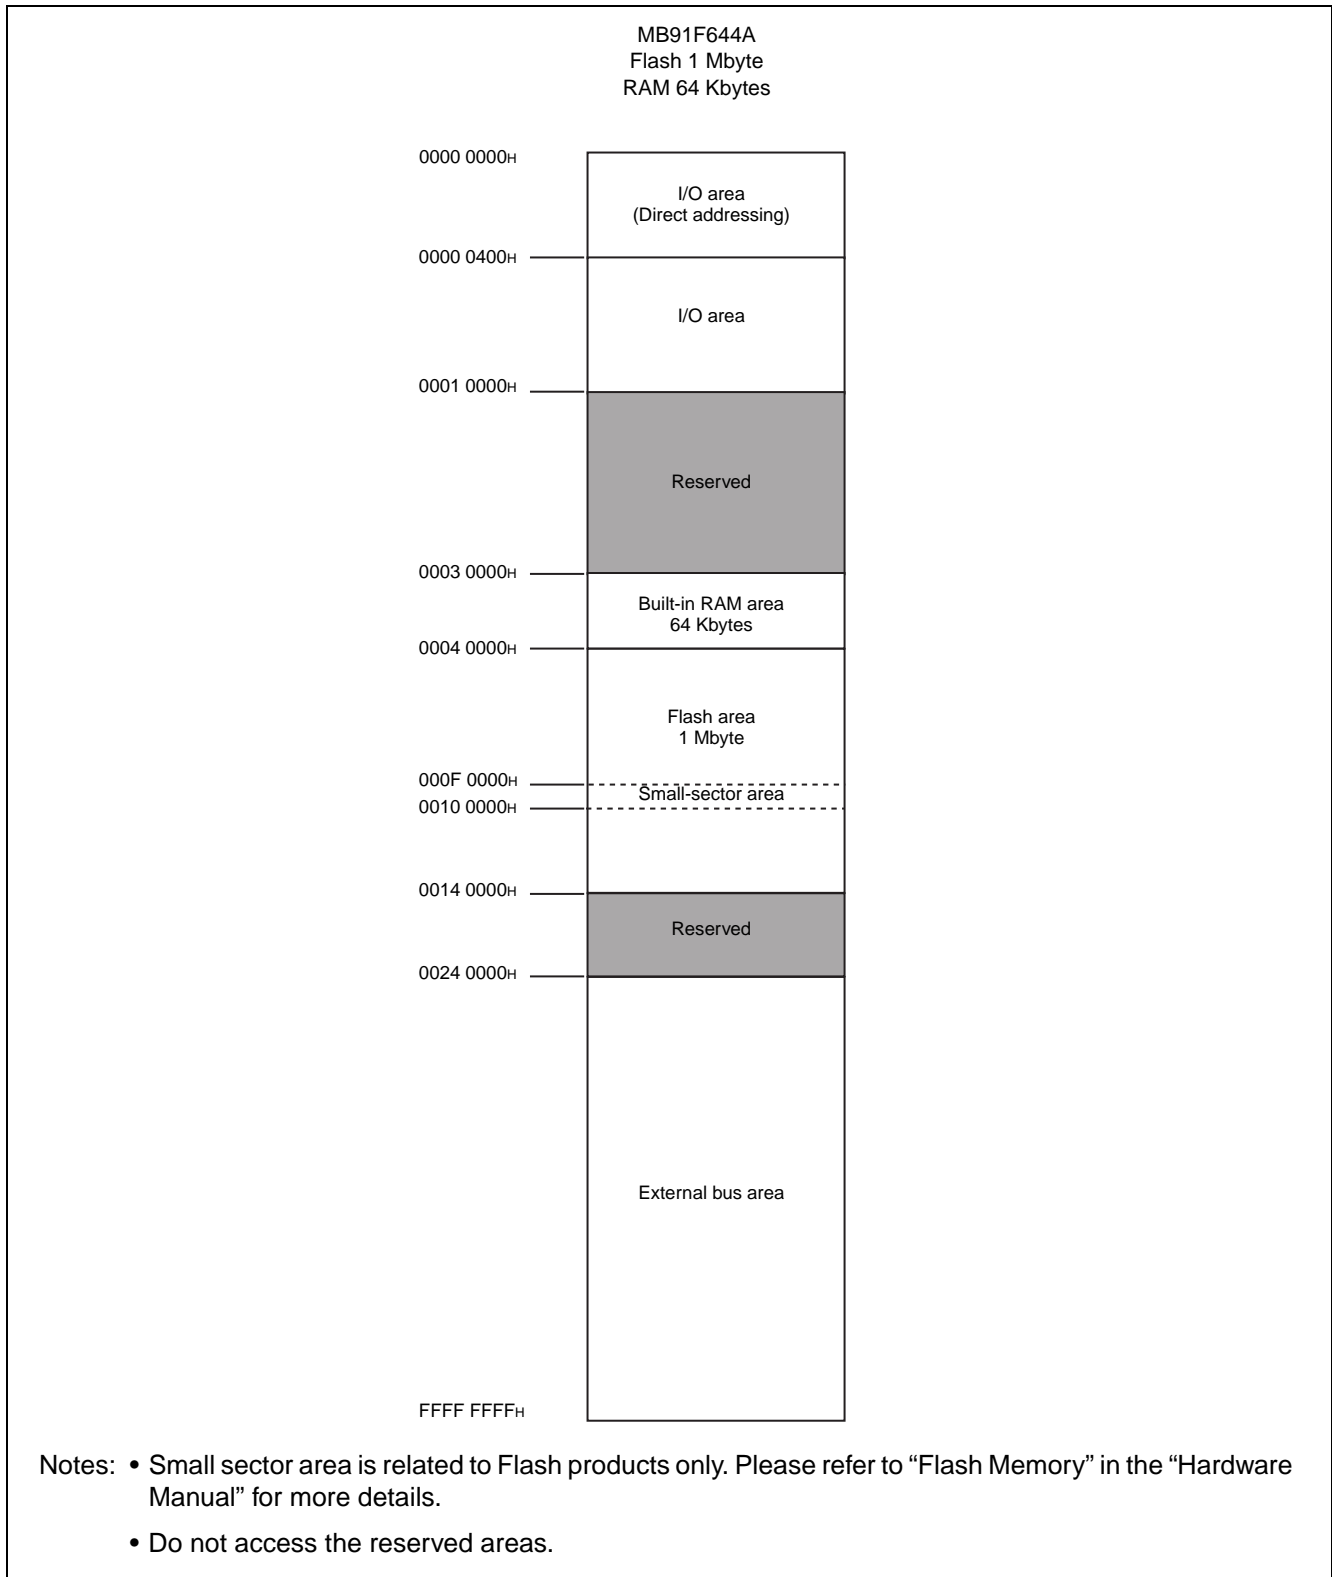 MB91F644A
Flash 1 Mbyte
RAM 64 Kbytes
0000 0000H
I/O area
(Direct addressing)
0000 0400H
I/O area
0001 0000H
Reserved
0003 0000H
Built-in RAM area
64 Kbytes
0004 0000H
Flash area
1 Mbyte
000F 0000H
Small-sector area
0010 0000H
0014 0000H
Reserved
0024 0000H
External bus area
FFFF FFFFH
Notes: • Small sector area is related to Flash products only. Please refer to “Flash Memory” in the “Hardware
Manual” for more details.
• Do not access the reserved areas.